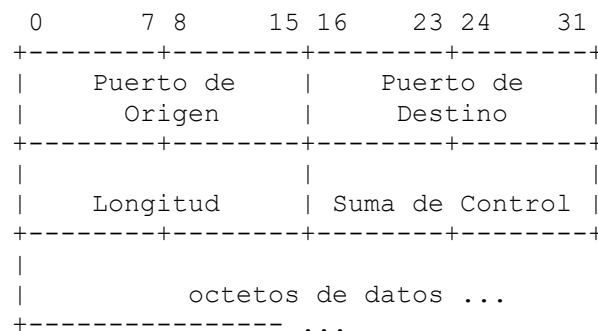 0      7 8     15 16    23 24    31
+--------+--------+--------+--------+
|    Puerto de    |    Puerto de    |
|      Origen     |     Destino     |
+--------+--------+--------+--------+
|                 |                 |
|    Longitud     | Suma de Control |
+--------+--------+--------+--------+
|
|          octetos de datos ...
+---------------- ...